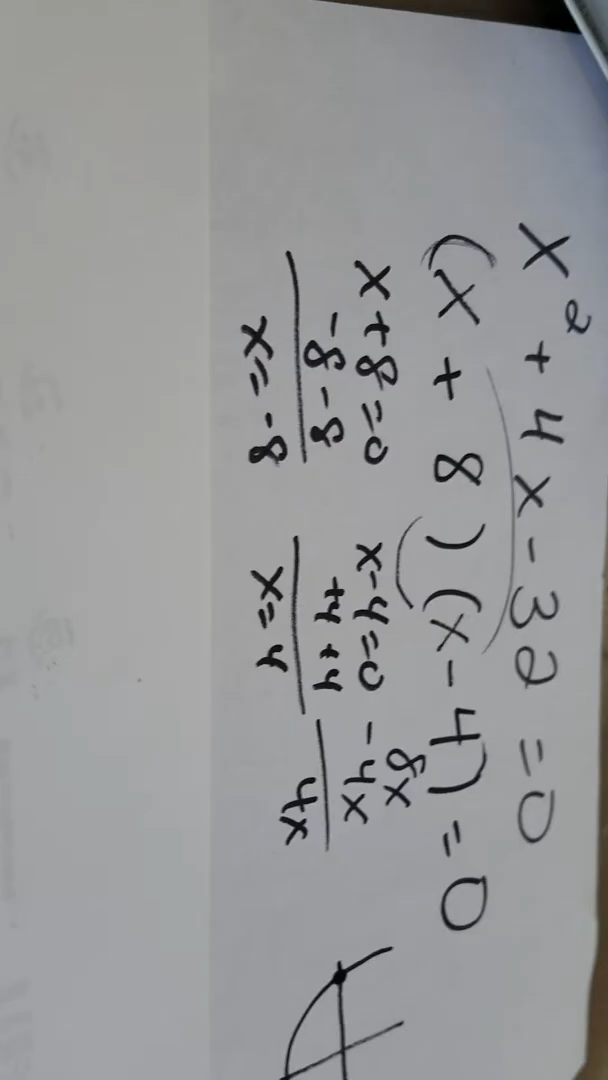 x² + 4x - 32 = 0
(x + 8)(x - 4) = 0
x + 8 = 0 x - 4 = 0 8x
- 8 - 8 +4 +4 - 4x
x = -8 x = 4 4x